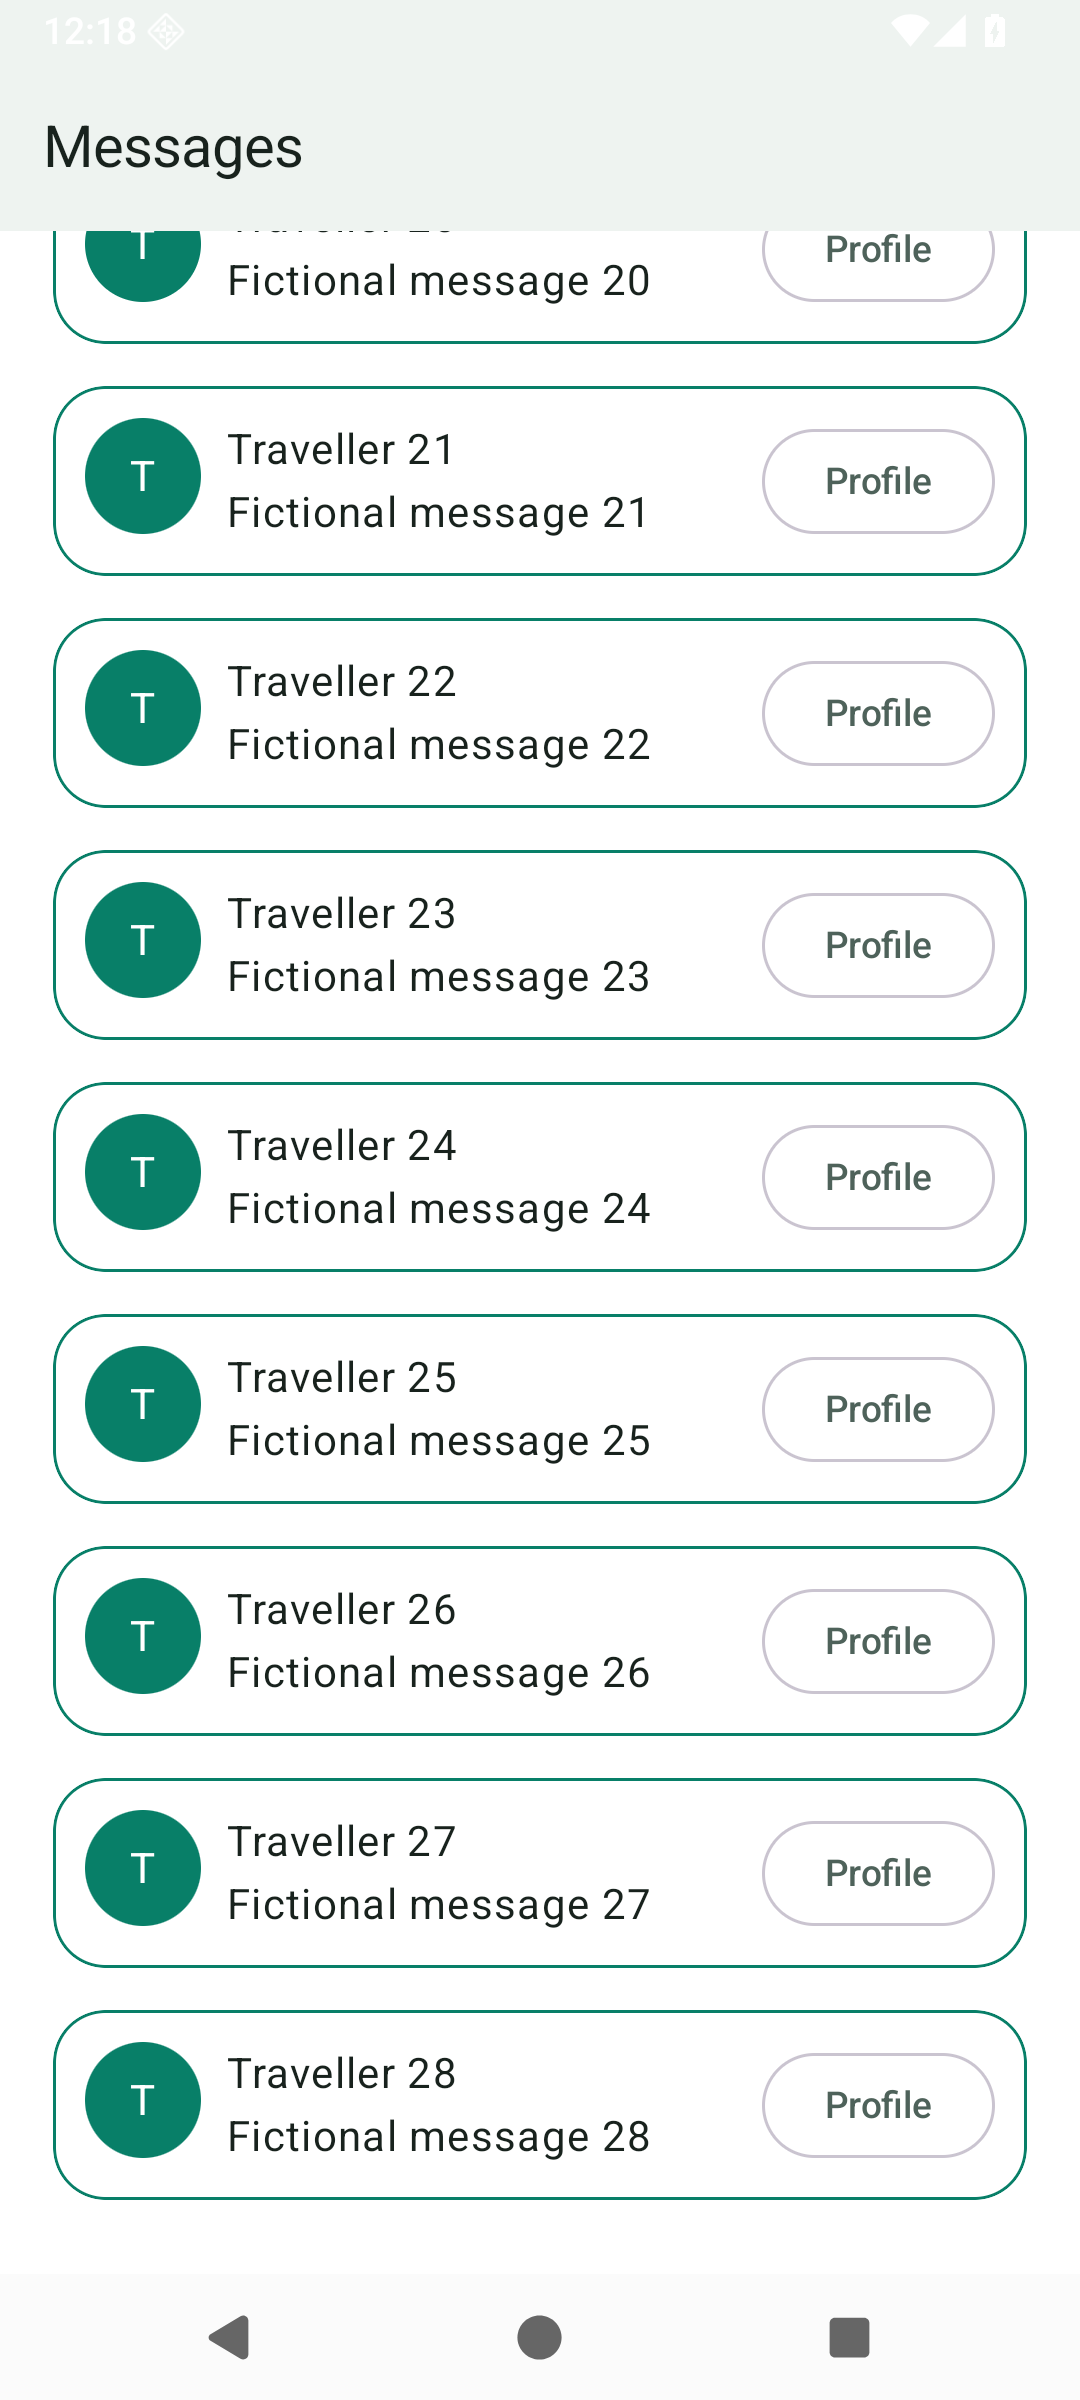 12:18
Messages
T
Fictional message 20
Profile
T
Traveller 21
Fictional message 21
Profile
T
Traveller 22
Fictional message 22
Profile
T
Traveller 23
Fictional message 23
Profile
T
Traveller 24
Fictional message 24
Profile
T
Traveller 25
Fictional message 25
Profile
T
Traveller 26
Fictional message 26
Profile
T
Traveller 27
Fictional message 27
Profile
T
Traveller 28
Fictional message 28
Profile